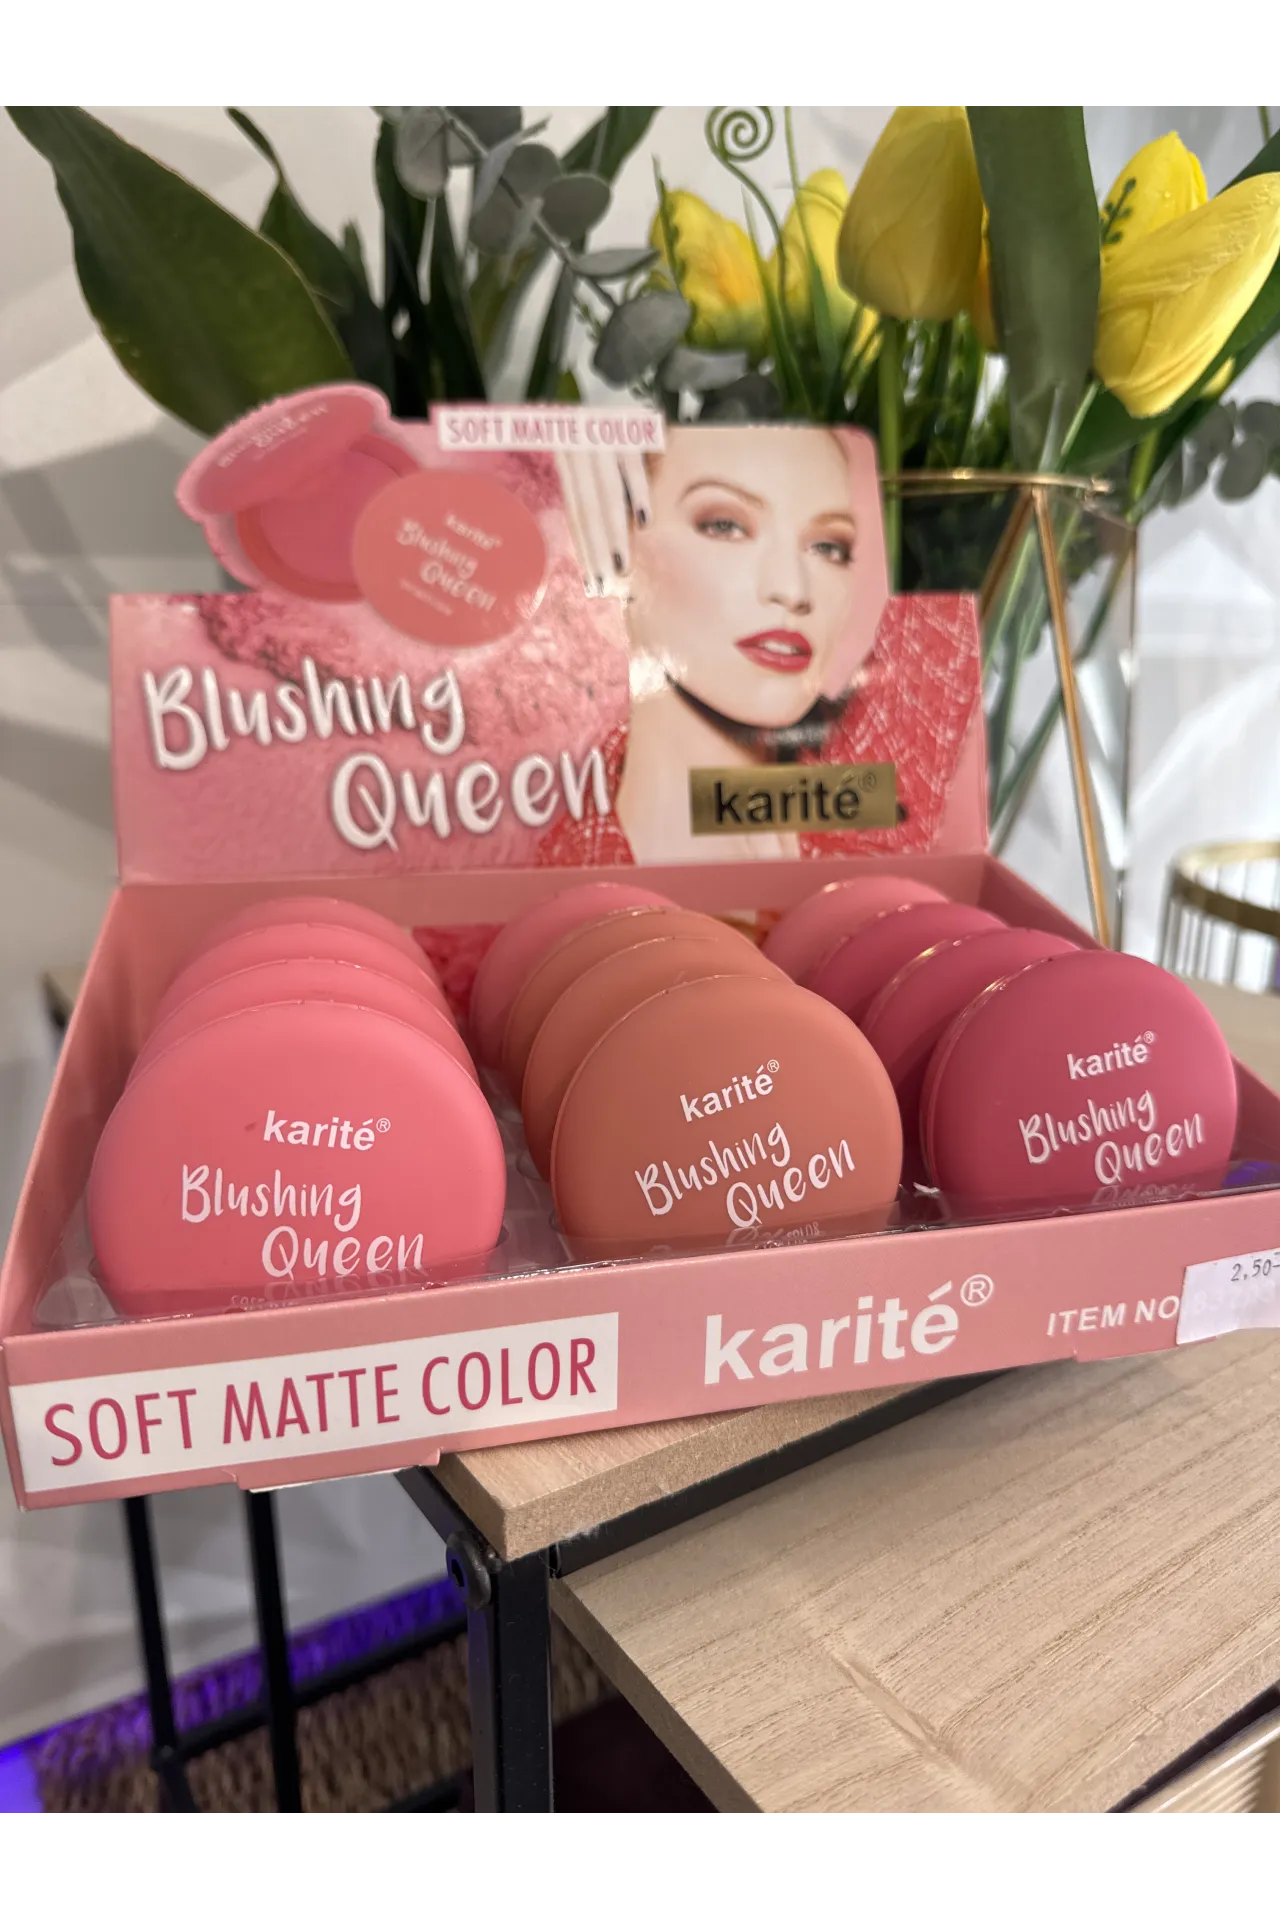 SOFT MATTE COLOR
karité®
Blushing
Queen
Blushing
Queen
karité®
karité®
Blushing
Queen
karité®
Blushing
Queen
karité®
Blushing
Queen
SOFT MATTE COLOR
karité®
ITEM NO
2,50-